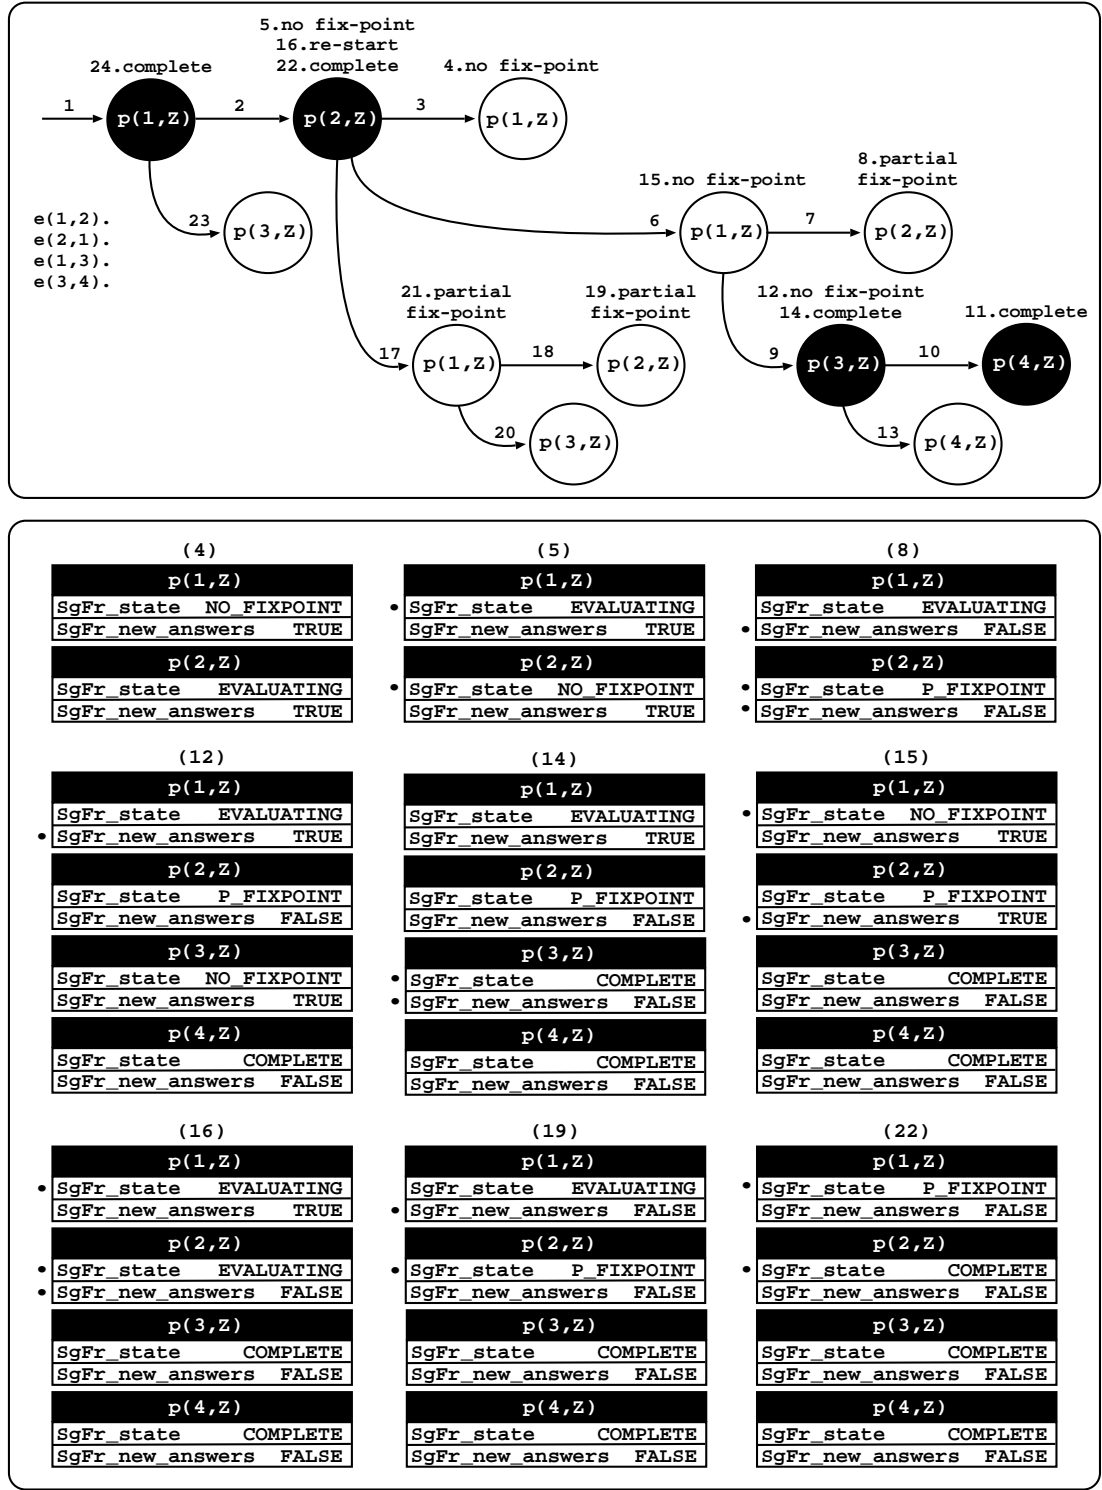 5.no fix-point
16.re-start
24.complete
22.complete
4.no fix-point
1
2
3
p(1,Z)
p(2,Z)
p(1,Z)
8.partial
fix-point
15.no fix-point
e(1,2).
e(2,1).
e(1,3).
e(3,4).
23
p(3,Z)
6
p(1,Z)
7
p(2,Z)
21.partial
fix-point
19.partial
fix-point
12.no fix-point
14.complete
11.complete
17
p(1,Z)
18
p(2,Z)
9
p(3,Z)
10
p(4,Z)
20
p(3,Z)
13
p(4,Z)
(4)
p(1,Z)
SgFr_state NO_FIXPOINT
SgFr_new_answers TRUE
p(2,Z)
SgFr_state EVALUATING
SgFr_new_answers TRUE
(5)
p(1,Z)
• SgFr_state EVALUATING
SgFr_new_answers TRUE
p(2,Z)
• SgFr_state NO_FIXPOINT
SgFr_new_answers TRUE
(8)
p(1,Z)
SgFr_state EVALUATING
• SgFr_new_answers FALSE
p(2,Z)
• SgFr_state P_FIXPOINT
• SgFr_new_answers FALSE
(12)
p(1,Z)
SgFr_state EVALUATING
• SgFr_new_answers TRUE
p(2,Z)
SgFr_state P_FIXPOINT
SgFr_new_answers FALSE
p(3,Z)
SgFr_state NO_FIXPOINT
SgFr_new_answers TRUE
p(4,Z)
SgFr_state COMPLETE
SgFr_new_answers FALSE
(14)
p(1,Z)
SgFr_state EVALUATING
SgFr_new_answers TRUE
p(2,Z)
SgFr_state P_FIXPOINT
SgFr_new_answers FALSE
p(3,Z)
• SgFr_state COMPLETE
• SgFr_new_answers FALSE
p(4,Z)
SgFr_state COMPLETE
SgFr_new_answers FALSE
(15)
p(1,Z)
• SgFr_state NO_FIXPOINT
SgFr_new_answers TRUE
p(2,Z)
SgFr_state P_FIXPOINT
• SgFr_new_answers TRUE
p(3,Z)
SgFr_state COMPLETE
SgFr_new_answers FALSE
p(4,Z)
SgFr_state COMPLETE
SgFr_new_answers FALSE
(16)
p(1,Z)
• SgFr_state EVALUATING
SgFr_new_answers TRUE
p(2,Z)
• SgFr_state EVALUATING
• SgFr_new_answers FALSE
p(3,Z)
SgFr_state COMPLETE
SgFr_new_answers FALSE
p(4,Z)
SgFr_state COMPLETE
SgFr_new_answers FALSE
(19)
p(1,Z)
SgFr_state EVALUATING
• SgFr_new_answers FALSE
p(2,Z)
• SgFr_state P_FIXPOINT
SgFr_new_answers FALSE
p(3,Z)
SgFr_state COMPLETE
SgFr_new_answers FALSE
p(4,Z)
SgFr_state COMPLETE
SgFr_new_answers FALSE
(22)
p(1,Z)
• SgFr_state P_FIXPOINT
SgFr_new_answers FALSE
p(2,Z)
• SgFr_state COMPLETE
SgFr_new_answers FALSE
p(3,Z)
SgFr_state COMPLETE
SgFr_new_answers FALSE
p(4,Z)
SgFr_state COMPLETE
SgFr_new_answers FALSE